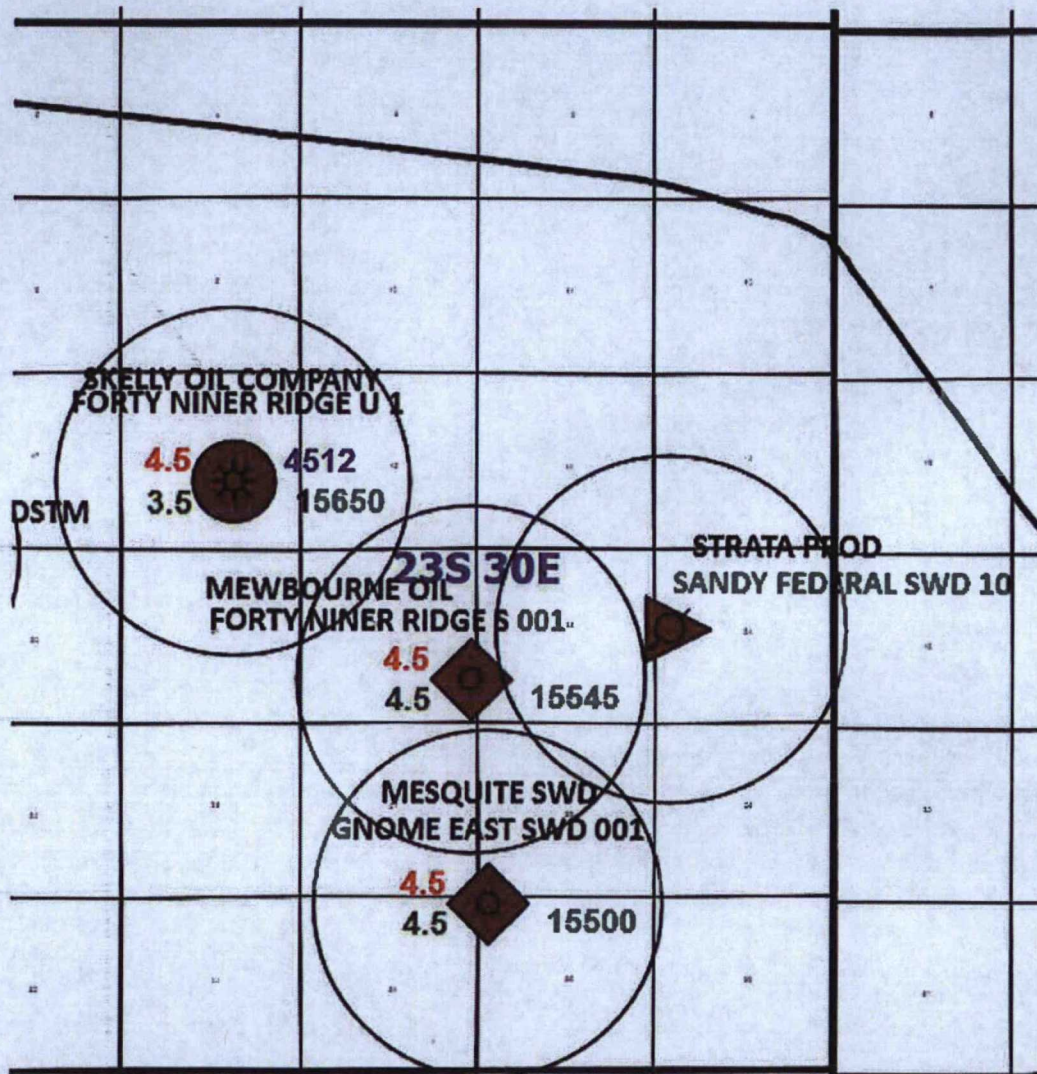 SKELLY OIL COMPANY
FORTY NINER RIDGE U 1
4.5 4512
3.5 15650
DSTM
STRATA PROD
SANDY FEDERAL SWD 10
23S 30E
MEWBOURNE OIL
FORTY NINER RIDGE S 001
4.5
4.5 15545
MESQUITE SWD
GNOME EAST SWD 001
4.5
4.5 15500